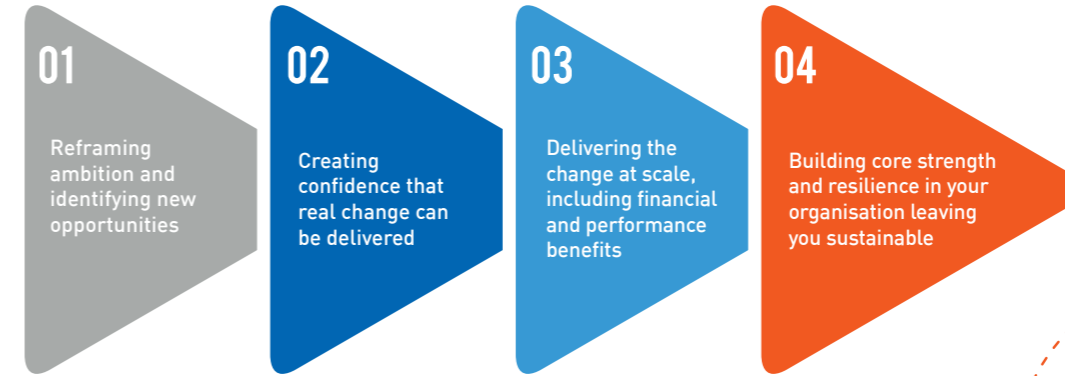 01
Reframing
ambition and
identifying new
opportunities
02
Creating
confidence that
real change can
be delivered
03
Delivering the
change at scale,
including financial
and performance
benefits
04
Building core strength
and resilience in your
organisation leaving
you sustainable